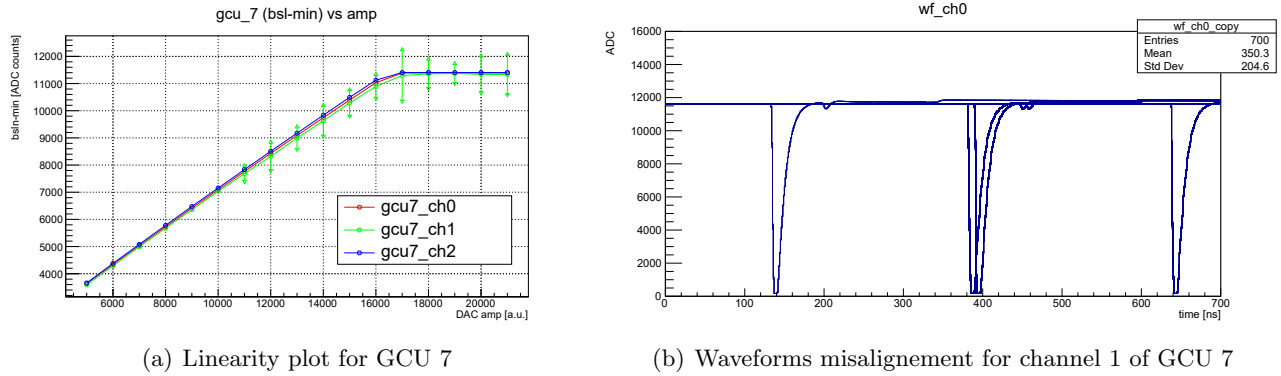 gcu_7 (bsl-min) vs amp
bsln-min [ADC counts]
12000
11000
10000
9000
8000
7000
6000
5000
4000
gcu7_ch0
gcu7_ch1
gcu7_ch2
6000 8000 10000 12000 14000 16000 18000 20000
DAC amp [a.u.]
(a) Linearity plot for GCU 7
wf_ch0
ADC
wf_ch0_copy
Entries 700
Mean 350.3
Std Dev 204.6
16000
14000
12000
10000
8000
6000
4000
2000
0
0 100 200 300 400 500 600 700
time [ns]
(b) Waveforms misalignement for channel 1 of GCU 7